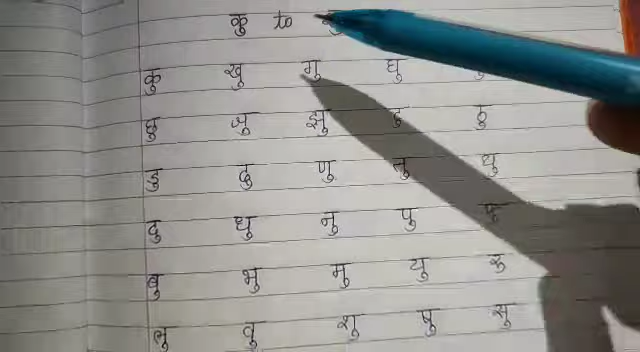 कु to
कु खु गु घु
छु जु झु टु ठु
डु ढु णु तु थु
दु धु नु पु फु
बु भु मु यु रु
लु वु शु षु सु